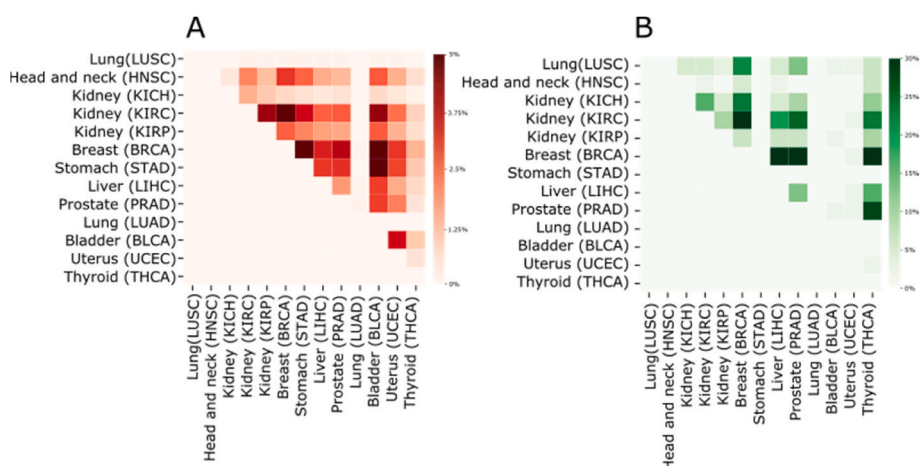 A
Lung(LUSC)
Head and neck (HNSC)
Kidney (KICH)
Kidney (KIRC)
Kidney (KIRP)
Breast (BRCA)
Stomach (STAD)
Liver (LIHC)
Prostate (PRAD)
Lung (LUAD)
Bladder (BLCA)
Uterus (UCEC)
Thyroid (THCA)
5%
3.75%
2.5%
1.25%
0%
Lung(LUSC)
Head and neck (HNSC)
Kidney (KICH)
Kidney (KIRC)
Kidney (KIRP)
Breast (BRCA)
Stomach (STAD)
Liver (LIHC)
Prostate (PRAD)
Lung (LUAD)
Bladder (BLCA)
Uterus (UCEC)
Thyroid (THCA)
B
Lung(LUSC)
Head and neck (HNSC)
Kidney (KICH)
Kidney (KIRC)
Kidney (KIRP)
Breast (BRCA)
Stomach (STAD)
Liver (LIHC)
Prostate (PRAD)
Lung (LUAD)
Bladder (BLCA)
Uterus (UCEC)
Thyroid (THCA)
30%
25%
20%
15%
10%
5%
0%
Lung(LUSC)
Head and neck (HNSC)
Kidney (KICH)
Kidney (KIRC)
Kidney (KIRP)
Breast (BRCA)
Stomach (STAD)
Liver (LIHC)
Prostate (PRAD)
Lung (LUAD)
Bladder (BLCA)
Uterus (UCEC)
Thyroid (THCA)